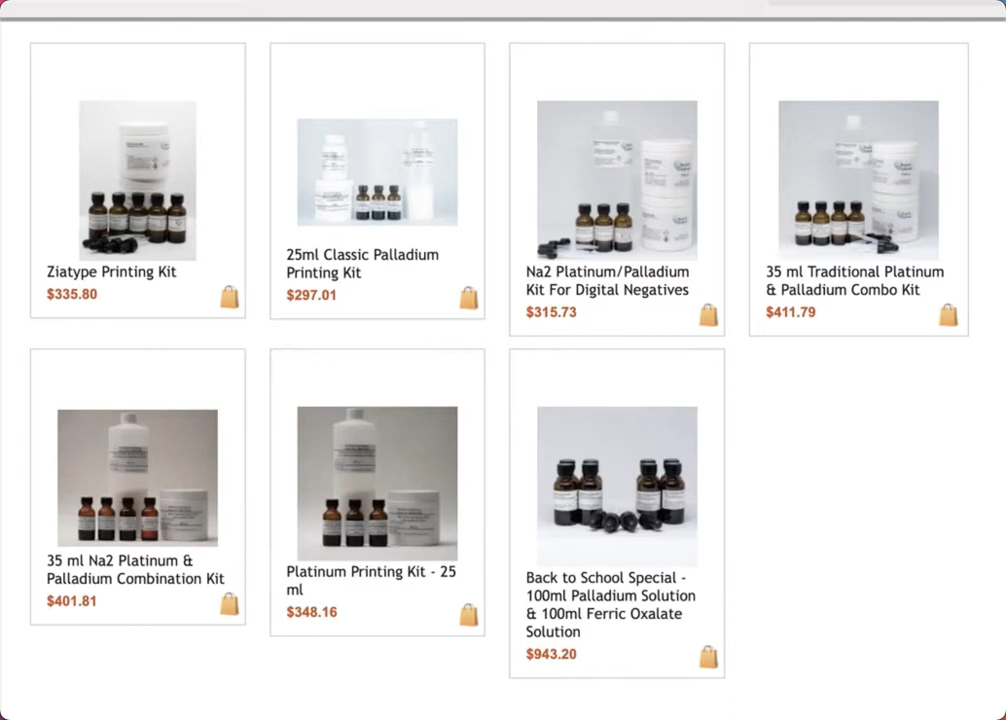 Ziatype Printing Kit
$335.80
25ml Classic Palladium
Printing Kit
$297.01
Na2 Platinum/Palladium
Kit For Digital Negatives
$315.73
35 ml Traditional Platinum
& Palladium Combo Kit
$411.79
35 ml Na2 Platinum &
Palladium Combination Kit
$401.81
Platinum Printing Kit - 25
ml
$348.16
Back to School Special -
100ml Palladium Solution
& 100ml Ferric Oxalate
Solution
$943.20